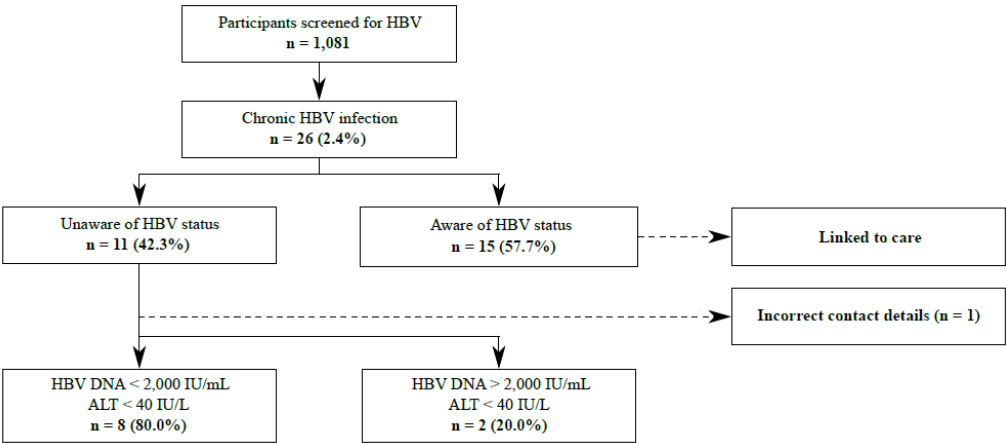 Participants screened for HBV
n = 1,081
Chronic HBV infection
n = 26 (2.4%)
Unaware of HBV status
n = 11 (42.3%)
Aware of HBV status
n = 15 (57.7%)
Linked to care
Incorrect contact details (n = 1)
HBV DNA < 2,000 IU/mL
ALT < 40 IU/L
n = 8 (80.0%)
HBV DNA > 2,000 IU/mL
ALT < 40 IU/L
n = 2 (20.0%)